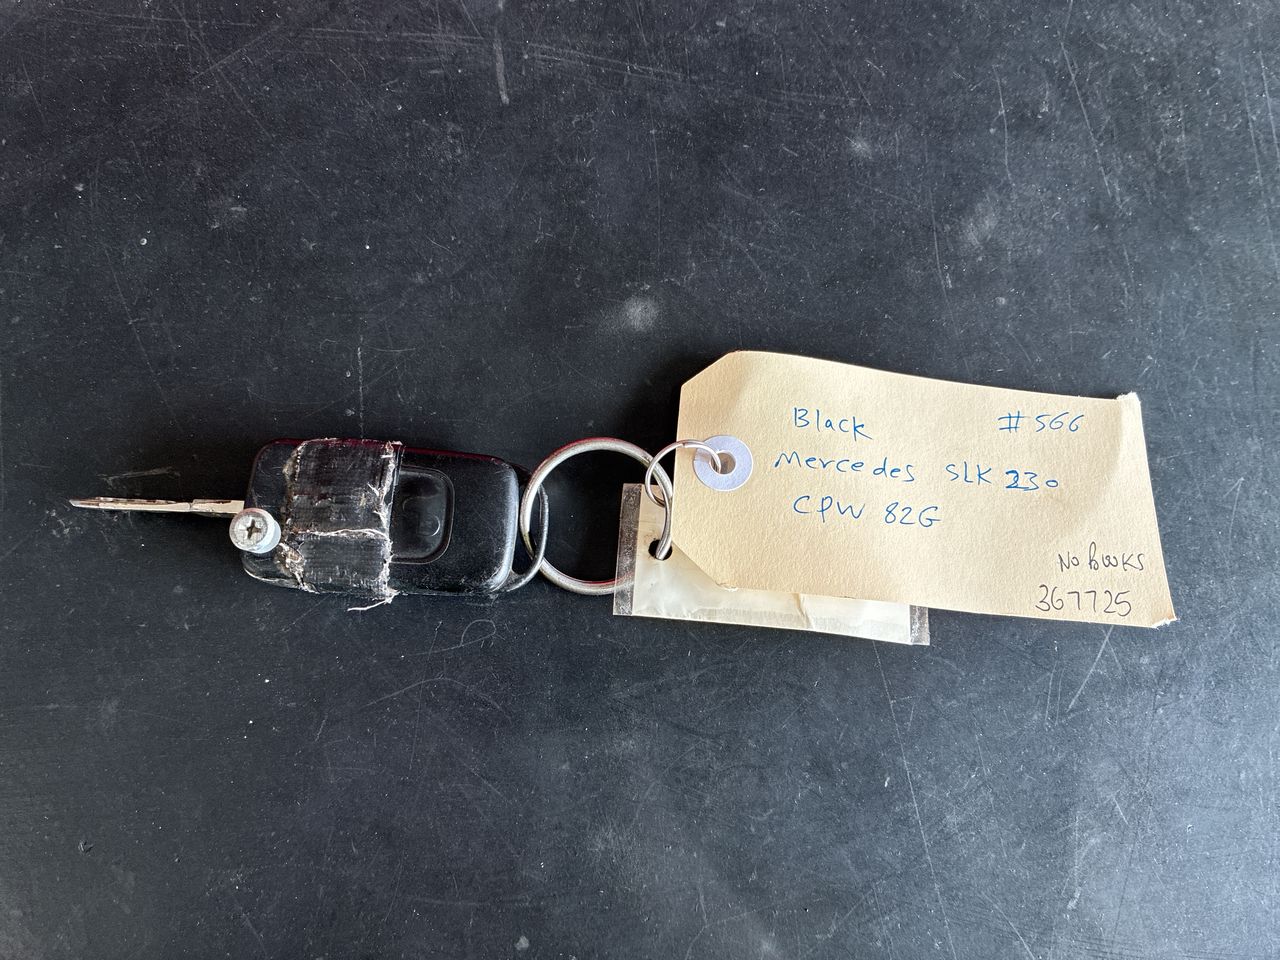 Black #566
Mercedes SLK 230
CPW 82G
No books
367725